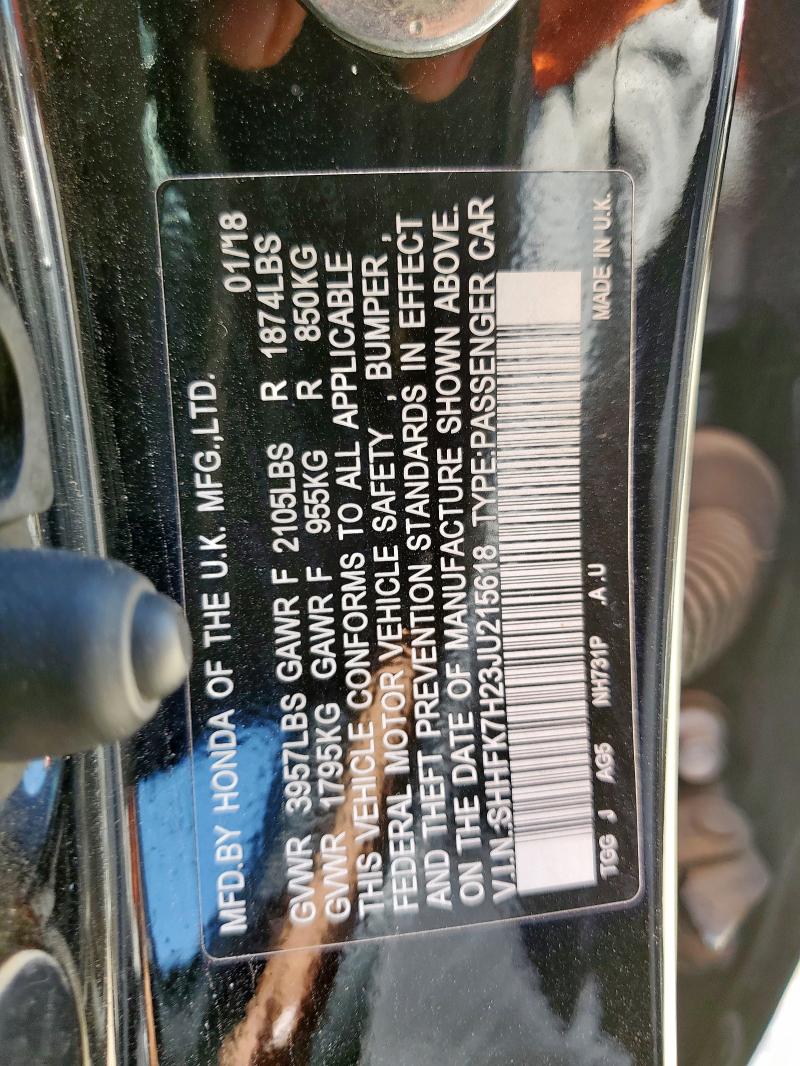 MFD.BY HONDA OF THE U.K. MFG.,LTD. 01/'18
GVWR 3957LBS GAWR F 2105LBS R 1874LBS
GVWR 1795KG GAWR F 955KG R 850KG
THIS VEHICLE CONFORMS TO ALL APPLICABLE
FEDERAL MOTOR VEHICLE SAFETY , BUMPER ,
AND THEFT PREVENTION STANDARDS IN EFFECT
ON THE DATE OF MANUFACTURE SHOWN ABOVE.
V.I.N.:SHHFK7H23JU215618 TYPE:PASSENGER CAR
TGG J AG5 NH731P .A .U MADE IN U.K.